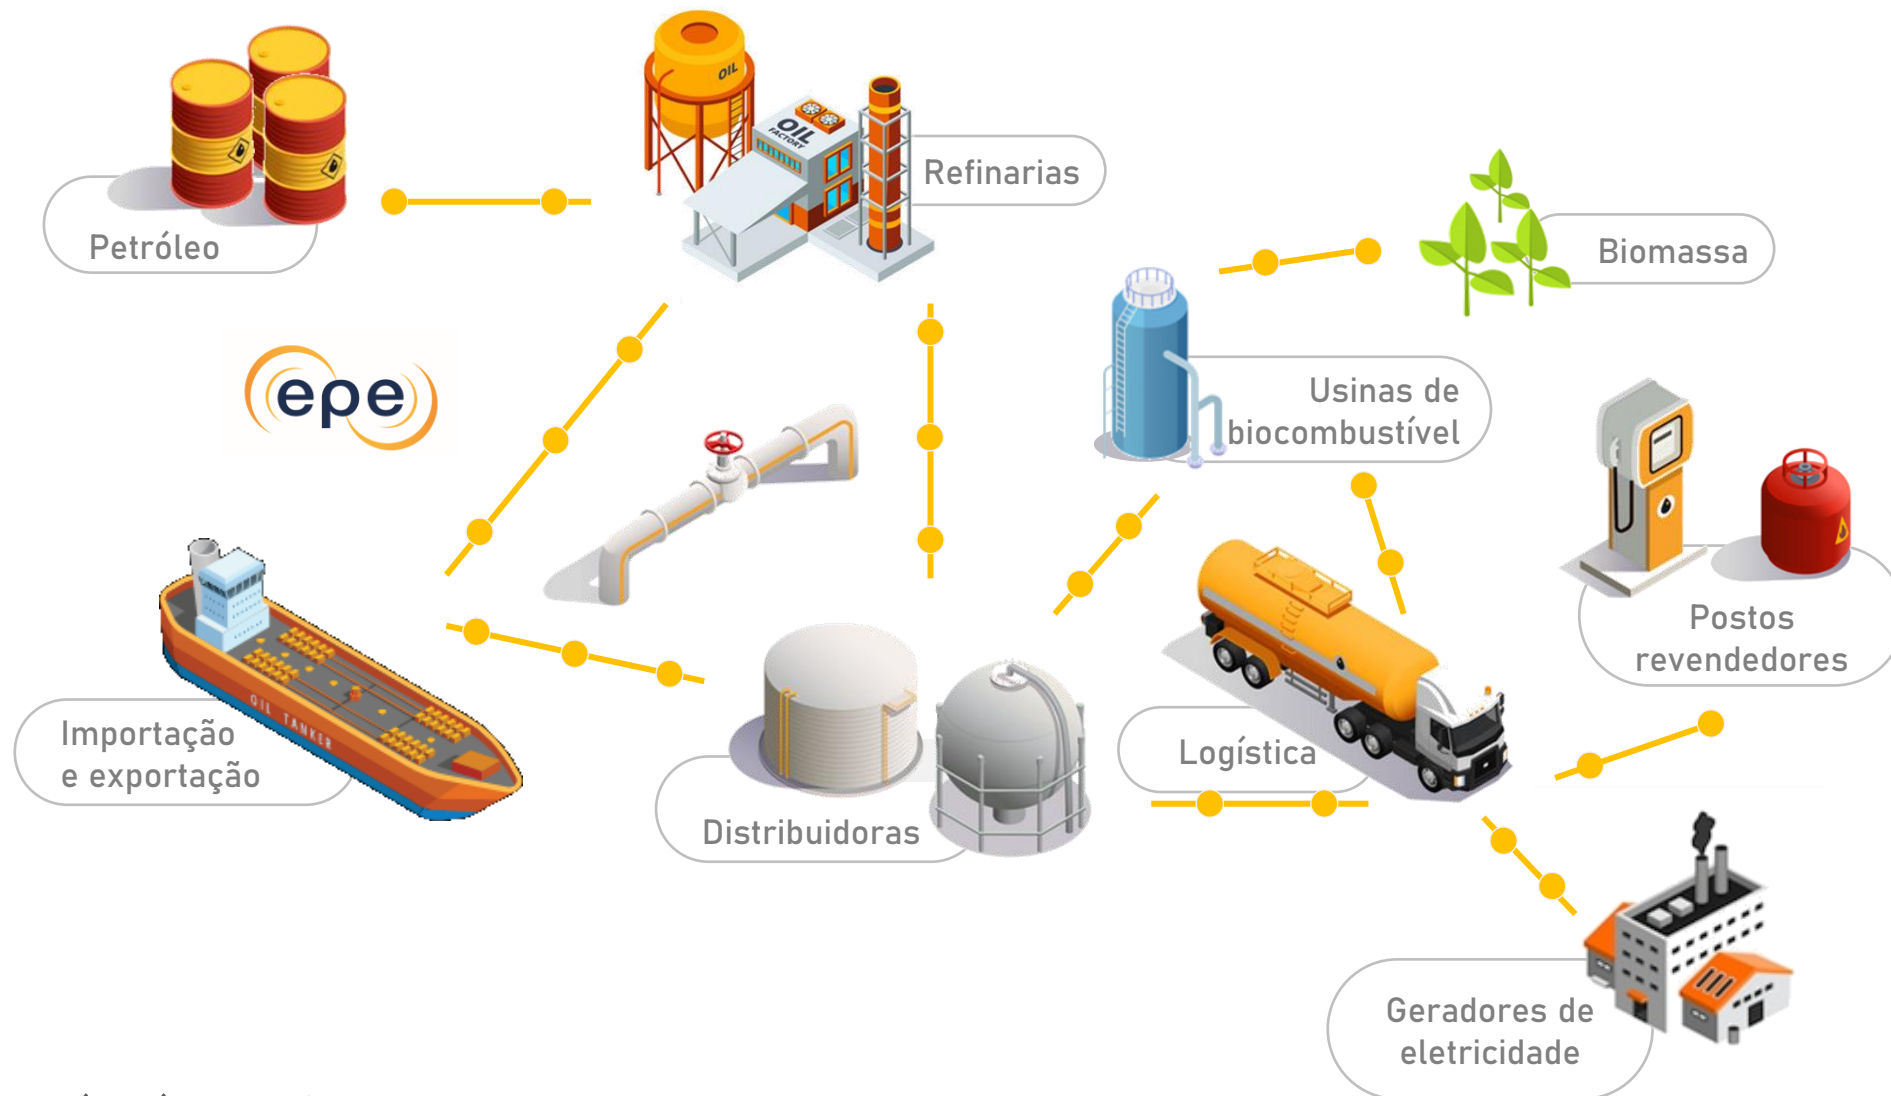 OIL
OIL
FACTORY
Refinarias
Petróleo
Biomassa
epe
Usinas de
biocombustível
Postos
revendedores
OIL TANKER
Importação
e exportação
Logística
Distribuidoras
Geradores de
eletricidade